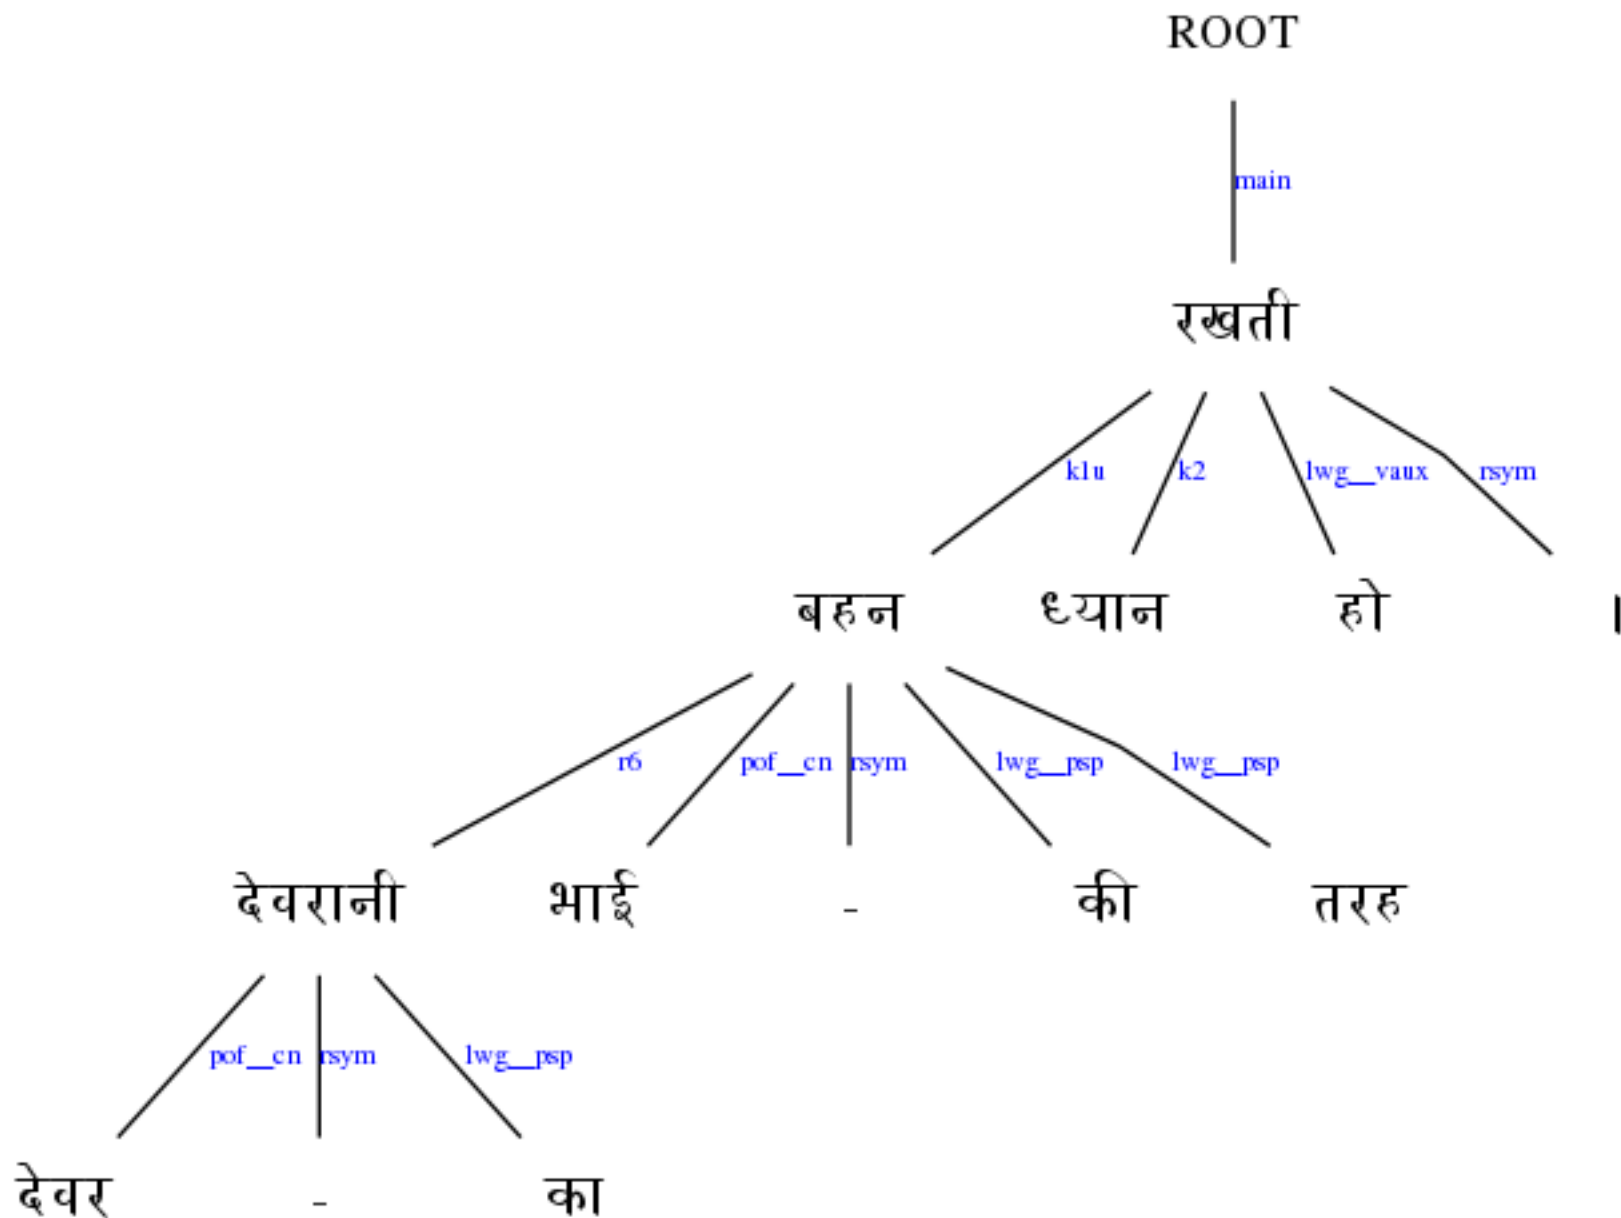 ROOT
main
रखती
k1u k2 lwg__vaux rsym
बहन ध्यान हो ।
r6 pof__cn rsym lwg__psp lwg__psp
देवरानी भाई - की तरह
pof__cn rsym lwg__psp
देवर - का